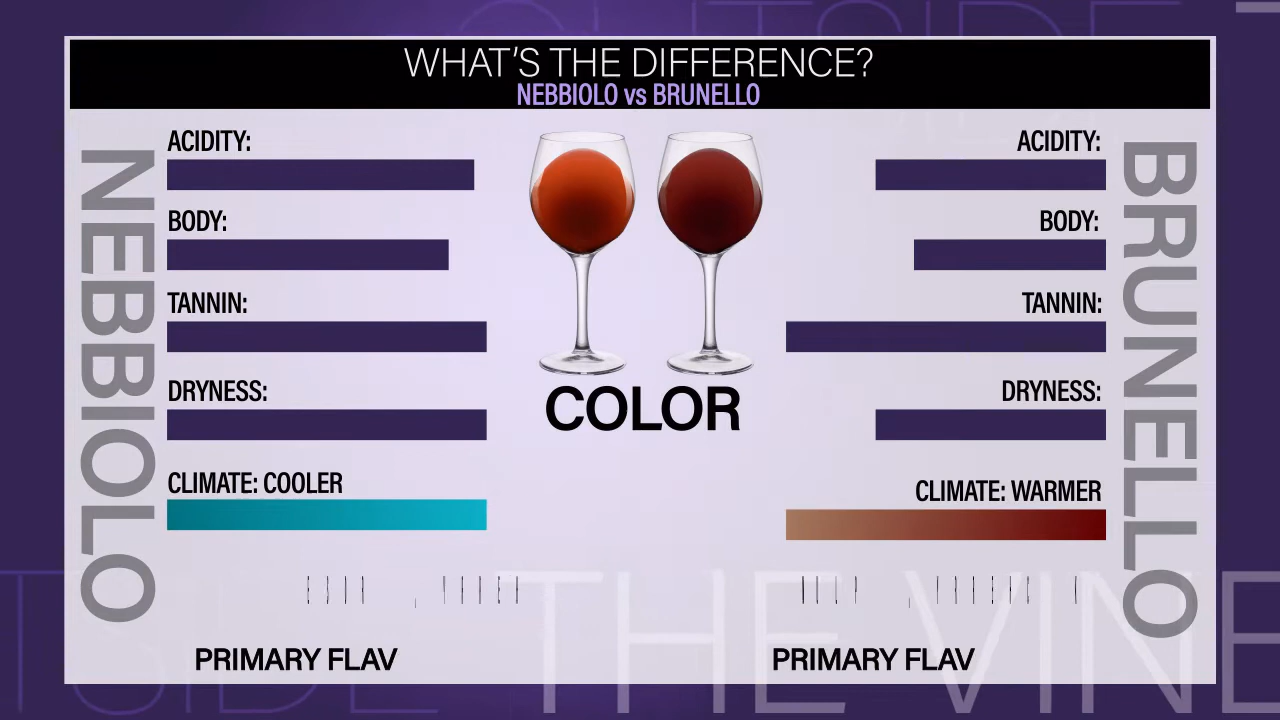 WHAT'S THE DIFFERENCE?
NEBBIOLO vs BRUNELLO
NEBBIOLO
ACIDITY:
BODY:
TANNIN:
DRYNESS:
CLIMATE: COOLER
PRIMARY FLAV
COLOR
ACIDITY:
BODY:
TANNIN:
DRYNESS:
CLIMATE: WARMER
PRIMARY FLAV
BRUNELLO
THE VINE